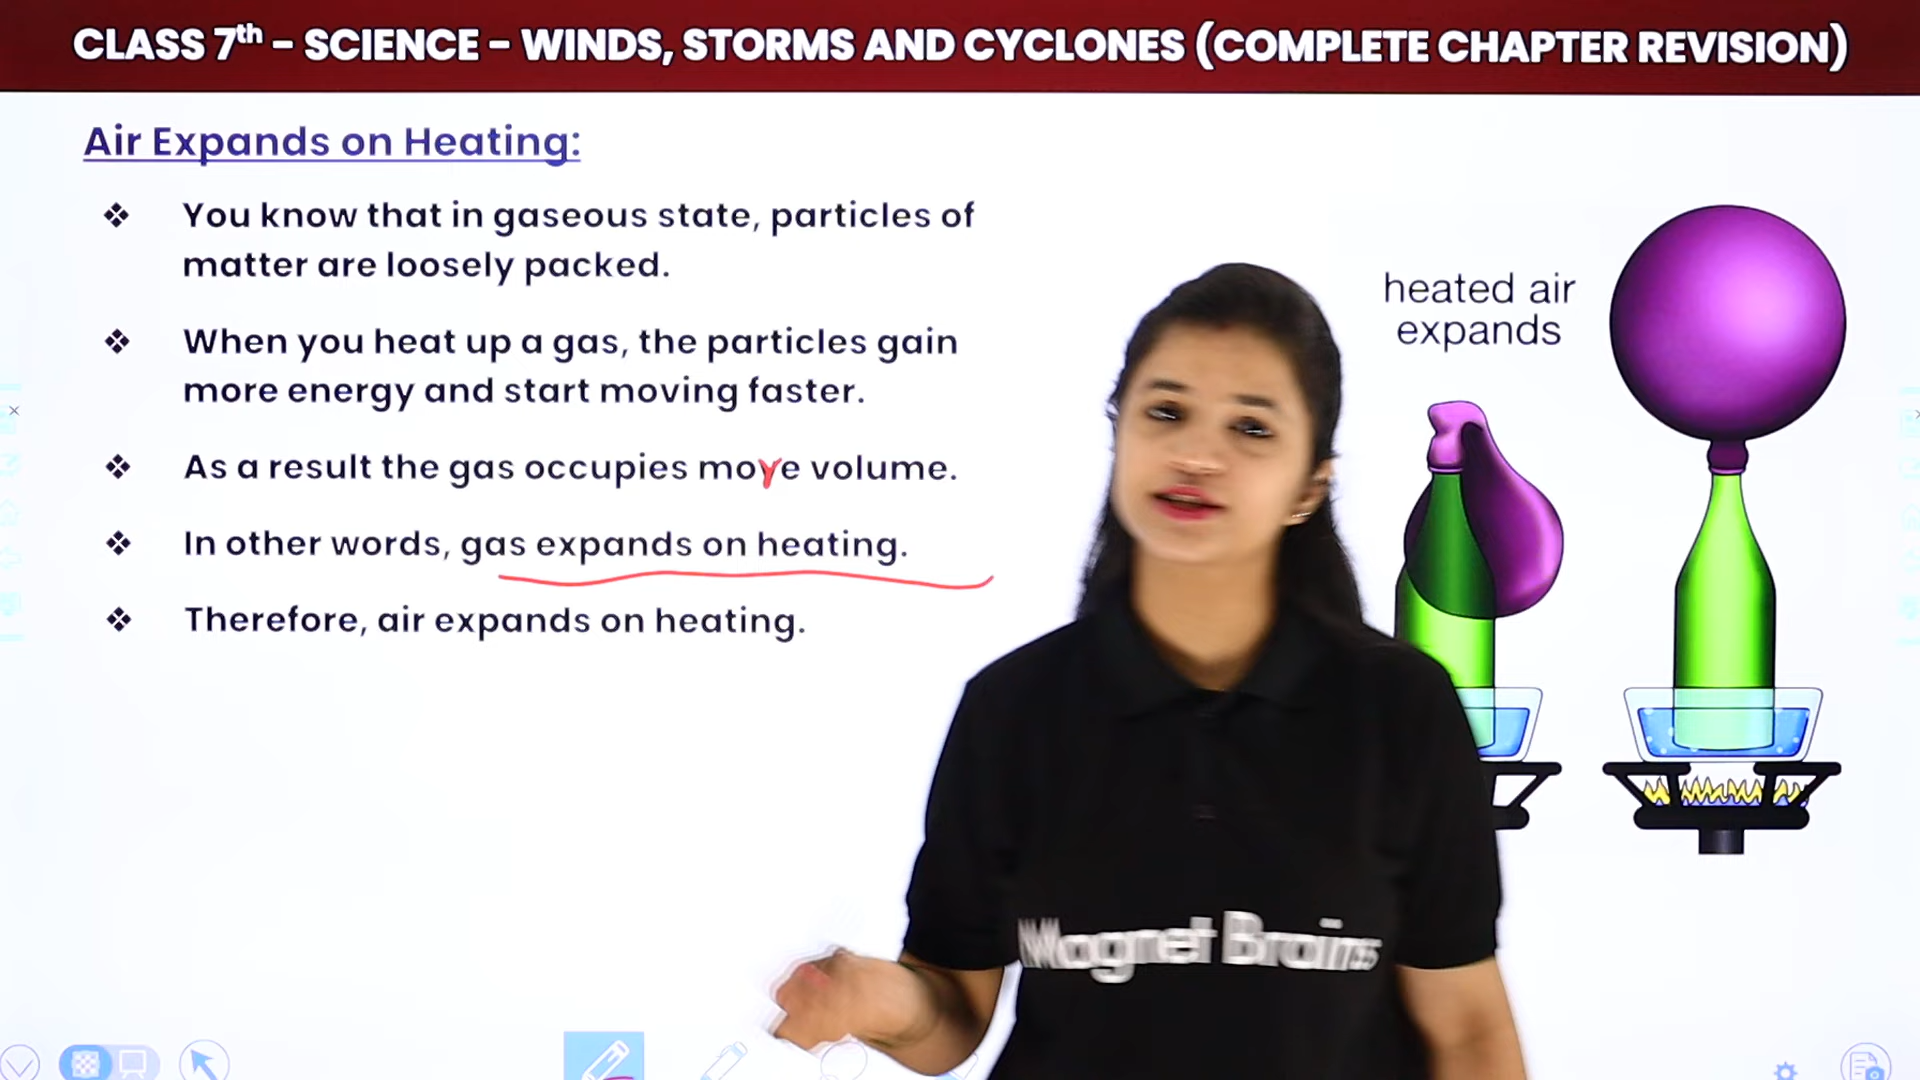 CLASS 7th - SCIENCE - WINDS, STORMS AND CYCLONES (COMPLETE CHAPTER REVISION)
Air Expands on Heating:
❖ You know that in gaseous state, particles of
matter are loosely packed.
❖ When you heat up a gas, the particles gain
more energy and start moving faster.
❖ As a result the gas occupies more volume.
❖ In other words, gas expands on heating.
❖ Therefore, air expands on heating.
heated air
expands
Magnet Brains